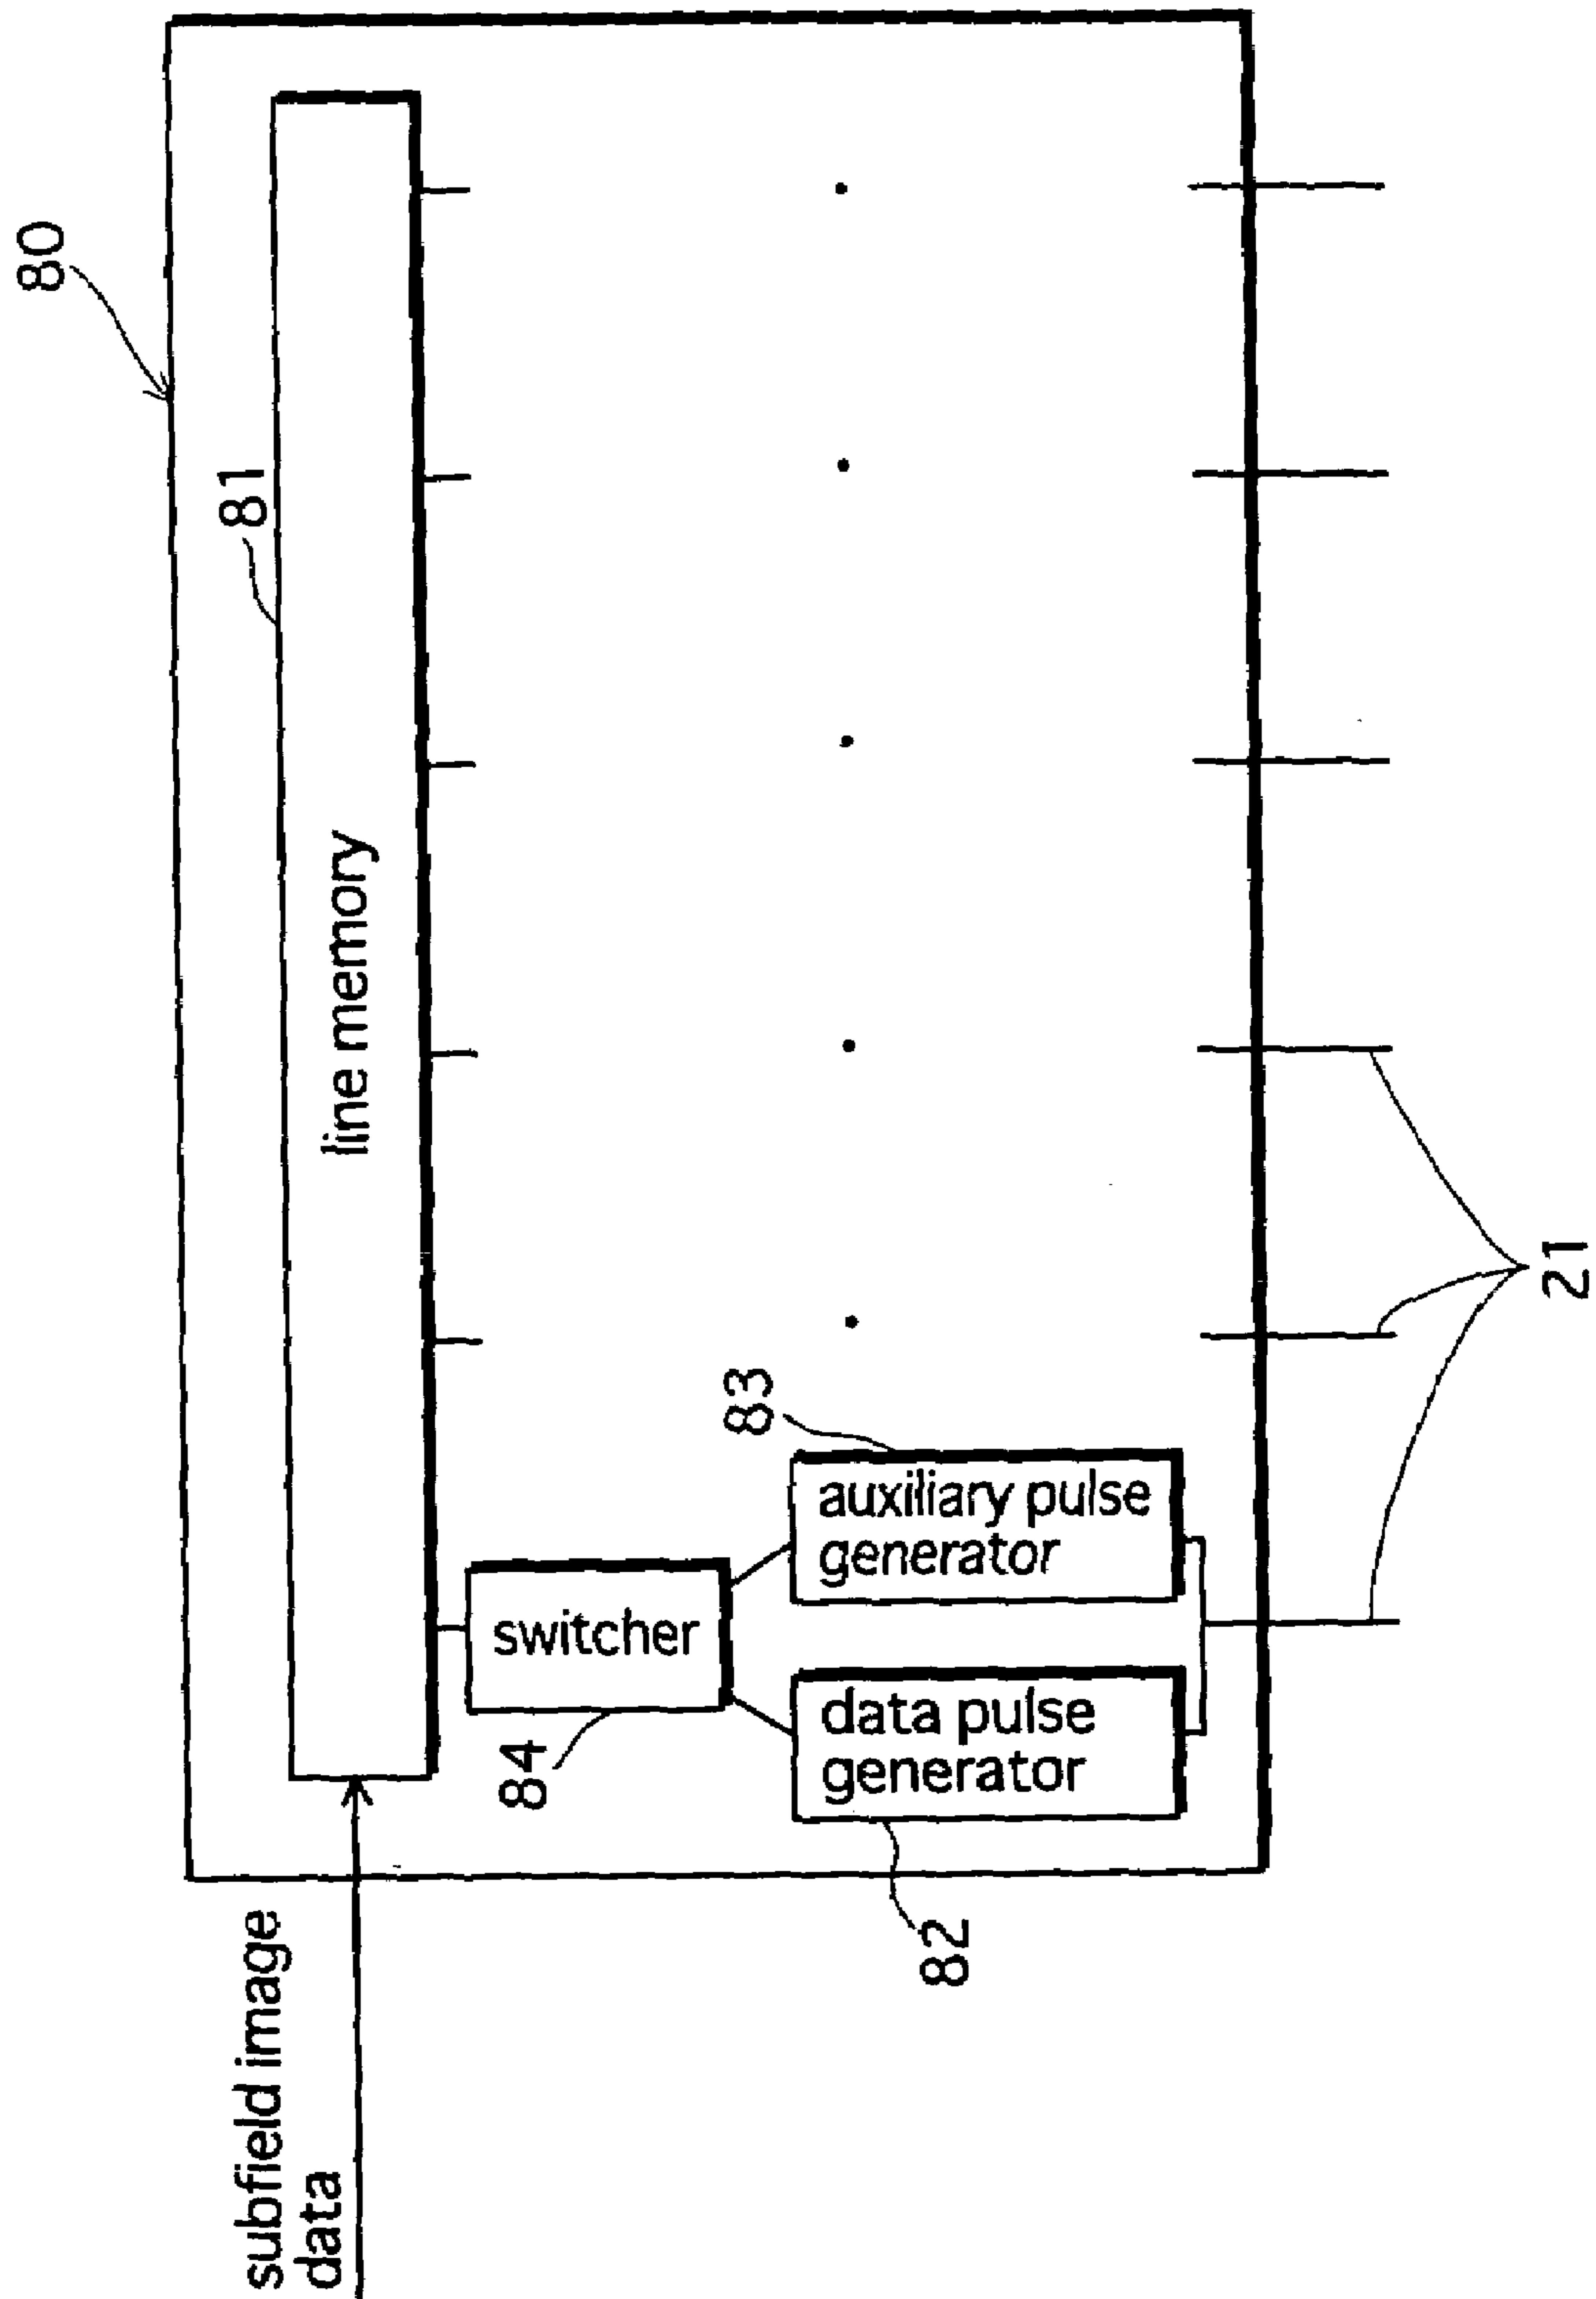 80
81
subfield image
data
line memory
84
switcher
83
auxiliary pulse
generator
82
data pulse
generator
21